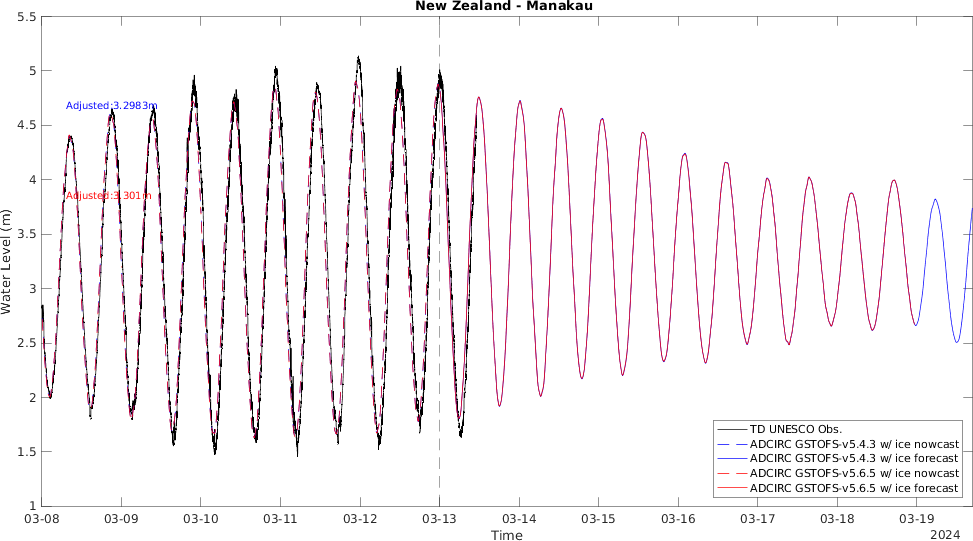 New Zealand - Manakau
5.5
5
4.5
4
3.5
3
2.5
2
1.5
1
Water Level (m)
Adjusted:3.2983m
Adjusted:3.301m
TD UNESCO Obs.
ADCIRC GSTOFS-v5.4.3 w/ ice nowcast
ADCIRC GSTOFS-v5.4.3 w/ ice forecast
ADCIRC GSTOFS-v5.6.5 w/ ice nowcast
ADCIRC GSTOFS-v5.6.5 w/ ice forecast
03-08 03-09 03-10 03-11 03-12 03-13 03-14 03-15 03-16 03-17 03-18 03-19
Time
2024